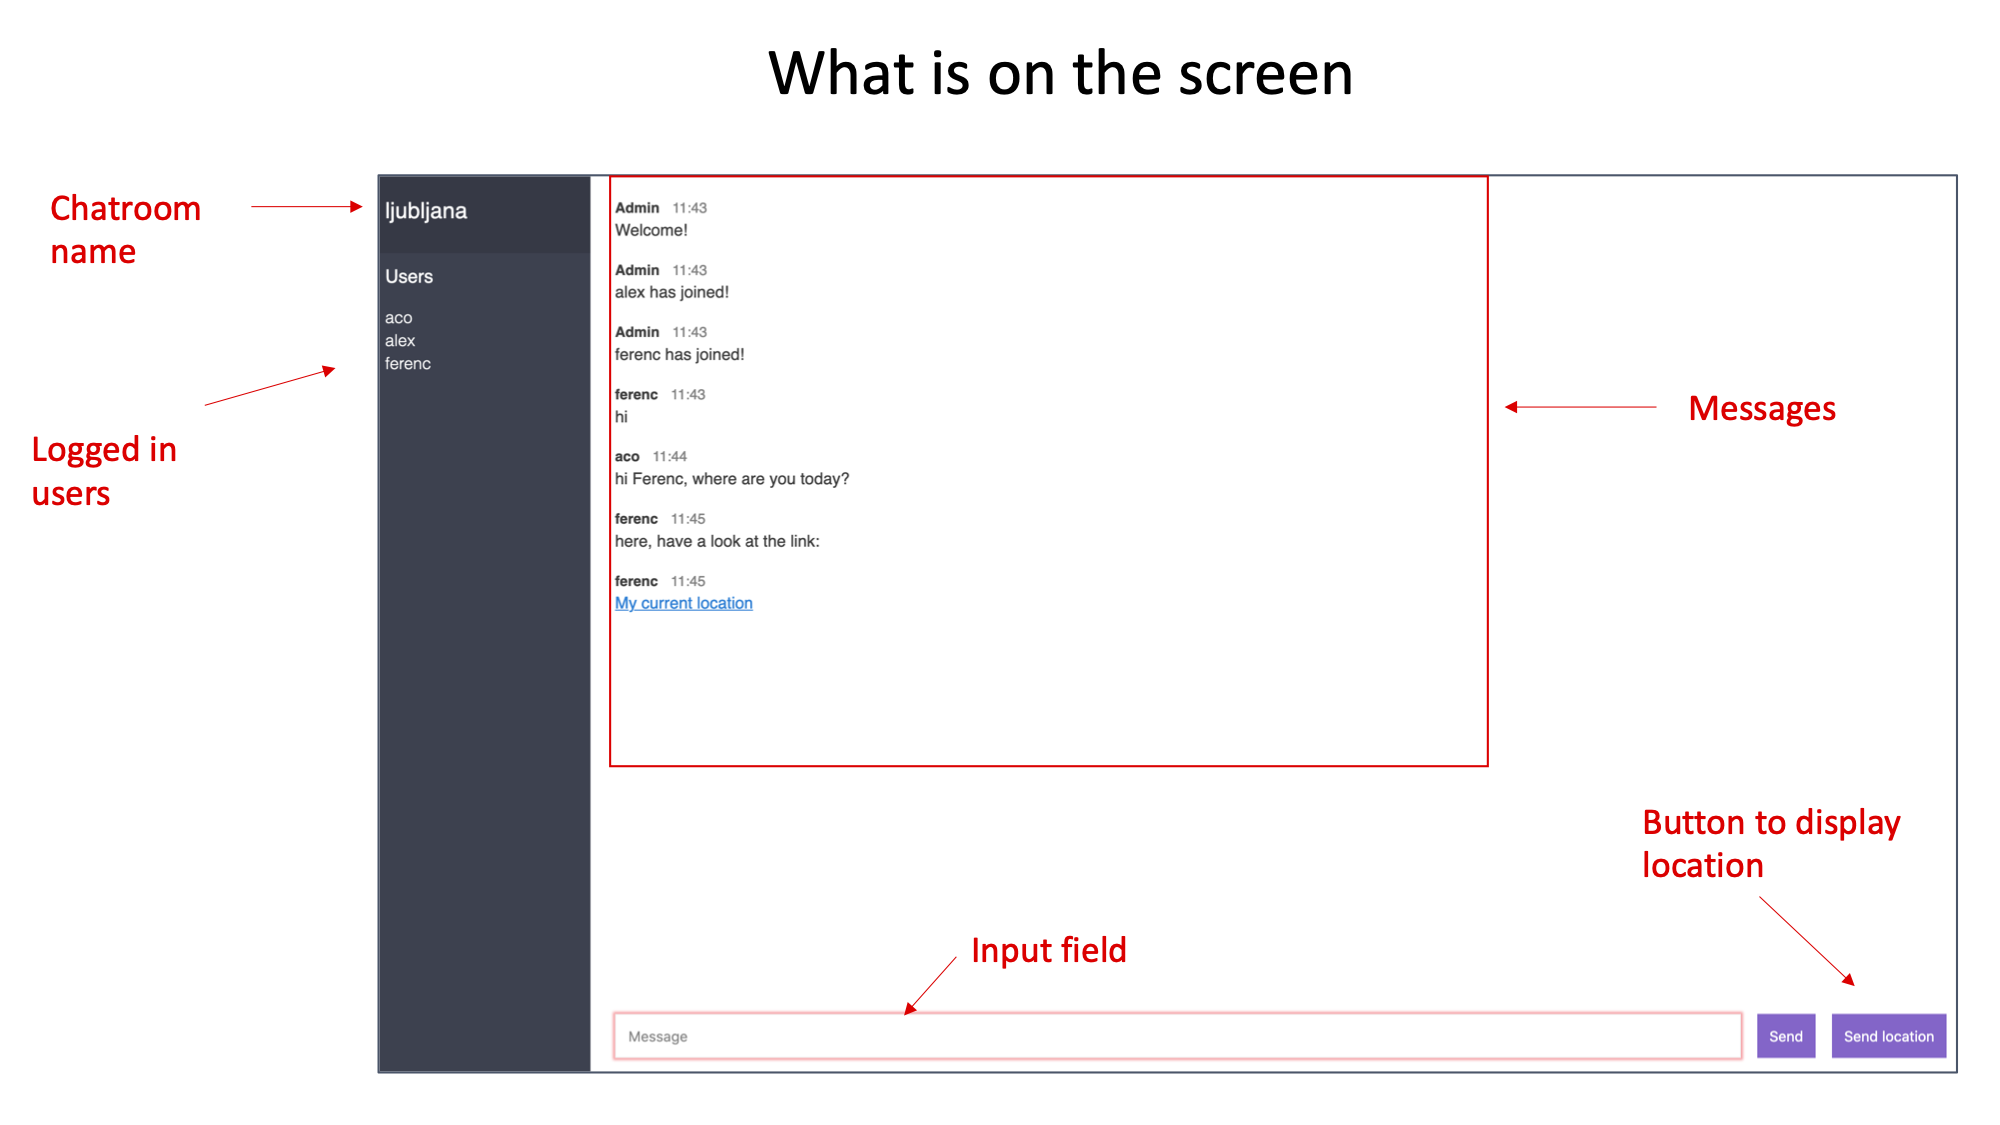 What is on the screen
Chatroom
name
ljubljana
Users
aco
alex
ferenc
Logged in
users
Admin 11:43
Welcome!
Admin 11:43
alex has joined!
Admin 11:43
ferenc has joined!
ferenc 11:43
hi
aco 11:44
hi Ferenc, where are you today?
ferenc 11:45
here, have a look at the link:
ferenc 11:45
My current location
Messages
Button to display
location
Input field
Message
Send
Send location